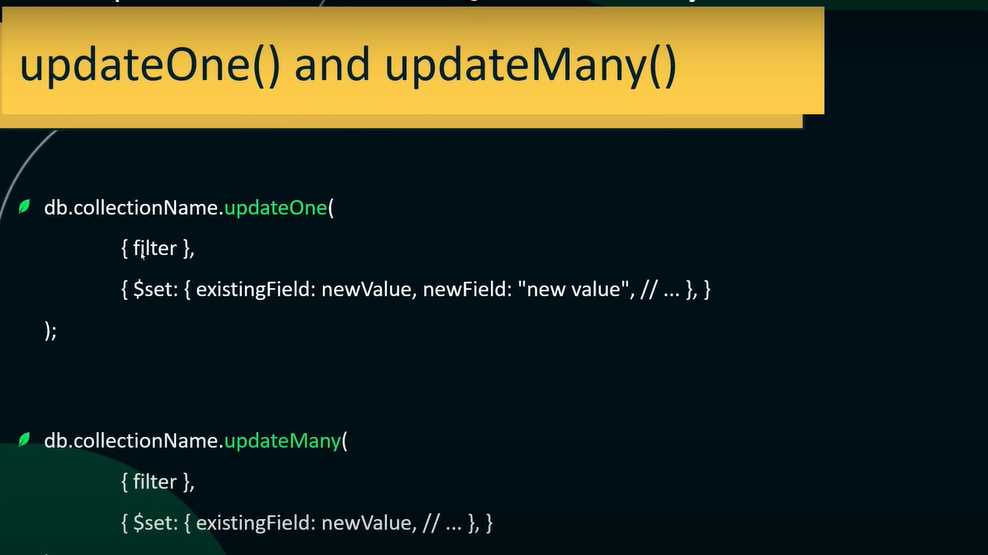 updateOne() and updateMany()
db.collectionName.updateOne(
{ filter },
{ $set: { existingField: newValue, newField: "new value", // ... }, }
);
db.collectionName.updateMany(
{ filter },
{ $set: { existingField: newValue, // ... }, }